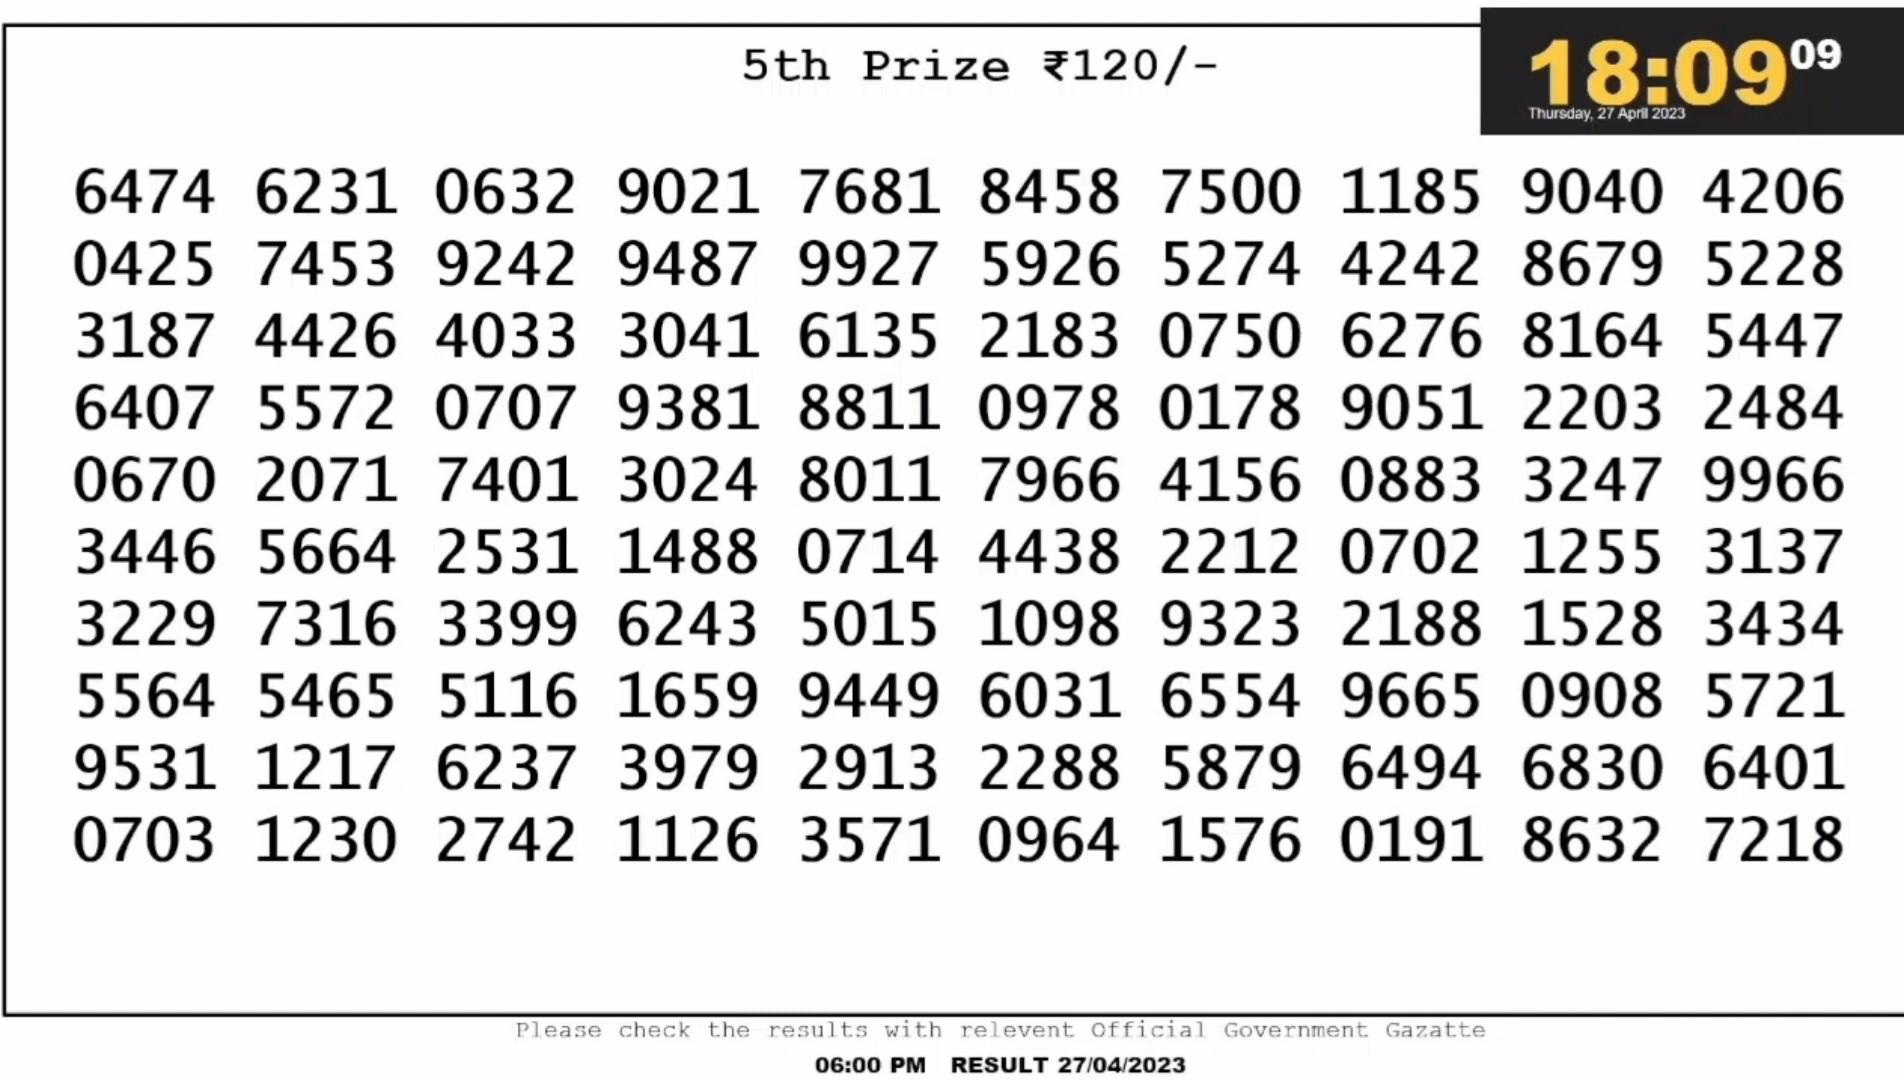 5th Prize ₹120/-
18:09 09
Thursday, 27 April 2023
6474 6231 0632 9021 7681 8458 7500 1185 9040 4206
0425 7453 9242 9487 9927 5926 5274 4242 8679 5228
3187 4426 4033 3041 6135 2183 0750 6276 8164 5447
6407 5572 0707 9381 8811 0978 0178 9051 2203 2484
0670 2071 7401 3024 8011 7966 4156 0883 3247 9966
3446 5664 2531 1488 0714 4438 2212 0702 1255 3137
3229 7316 3399 6243 5015 1098 9323 2188 1528 3434
5564 5465 5116 1659 9449 6031 6554 9665 0908 5721
9531 1217 6237 3979 2913 2288 5879 6494 6830 6401
0703 1230 2742 1126 3571 0964 1576 0191 8632 7218
Please check the results with relevent Official Government Gazatte
06:00 PM RESULT 27/04/2023